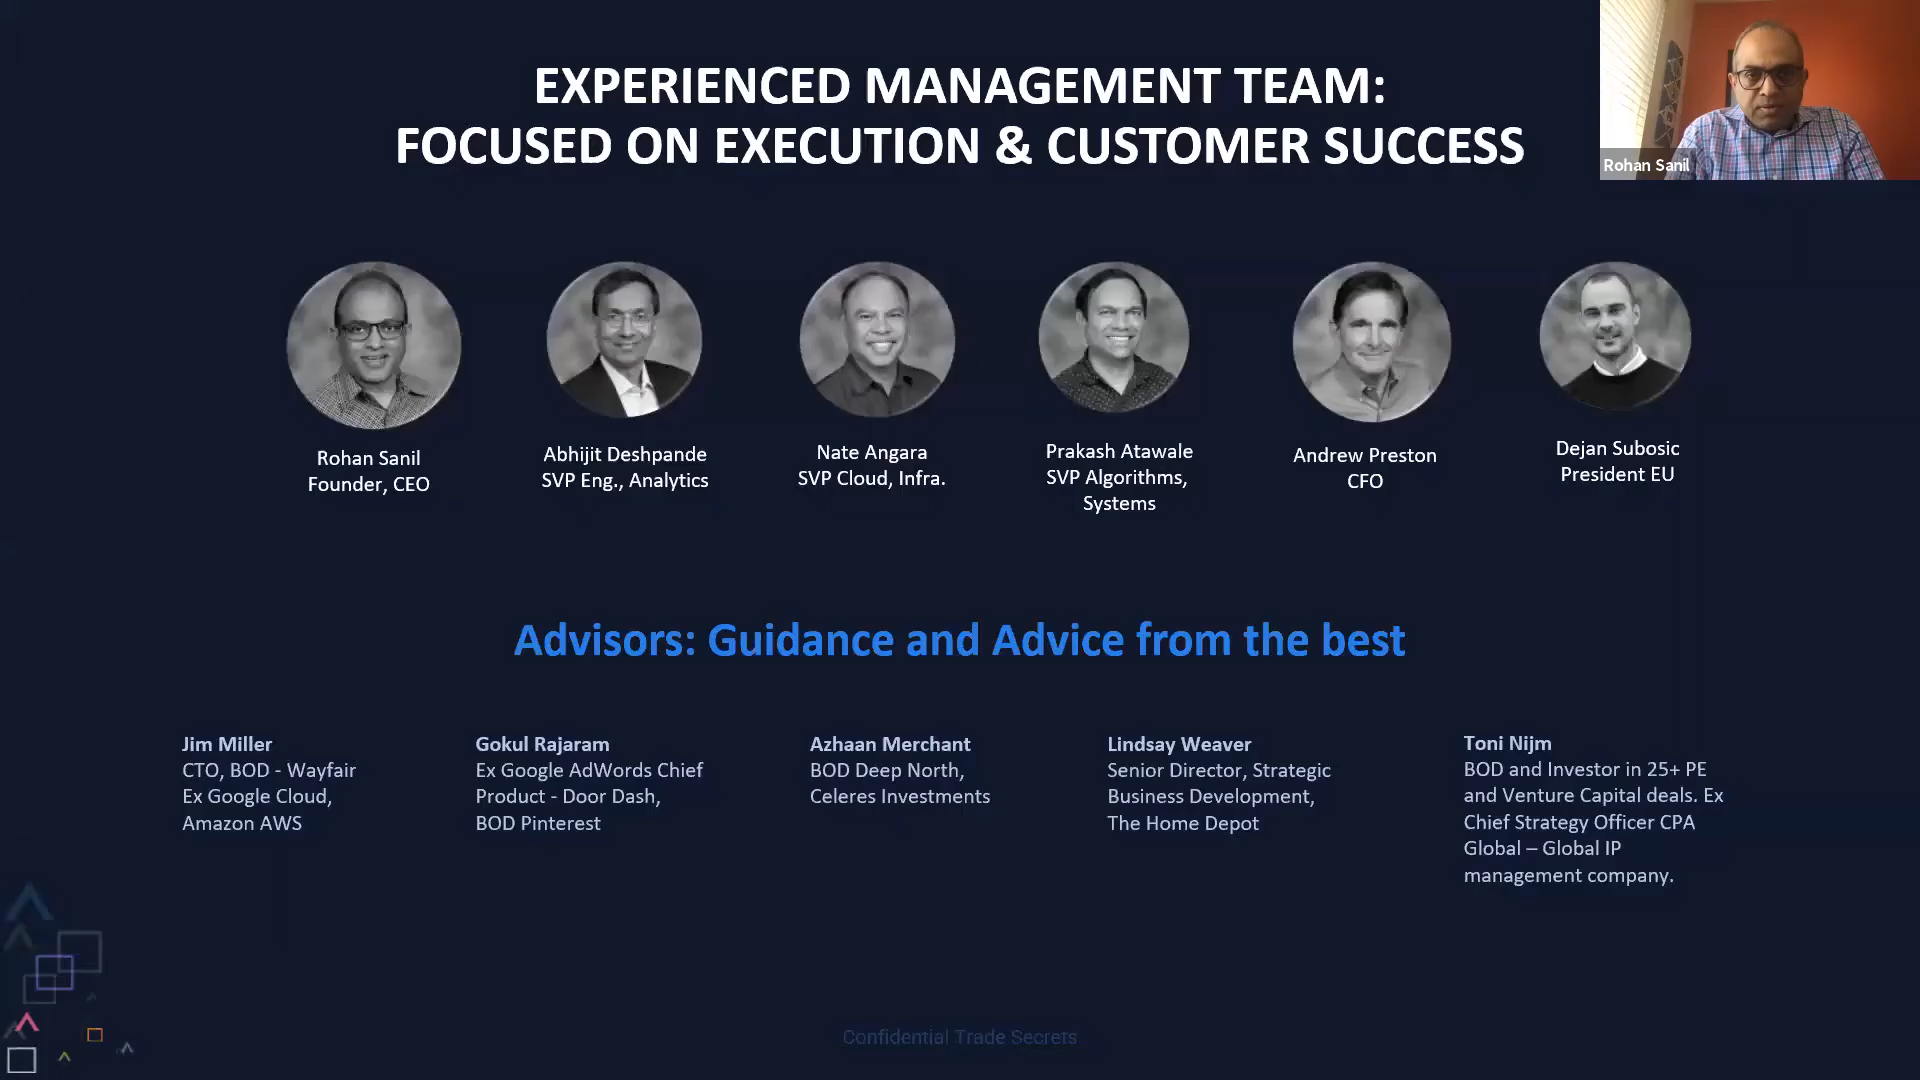 EXPERIENCED MANAGEMENT TEAM:
FOCUSED ON EXECUTION & CUSTOMER SUCCESS
Rohan Sanil
Rohan Sanil
Founder, CEO
Abhijit Deshpande
SVP Eng., Analytics
Nate Angara
SVP Cloud, Infra.
Prakash Atawale
SVP Algorithms,
Systems
Andrew Preston
CFO
Dejan Subosic
President EU
Advisors: Guidance and Advice from the best
Jim Miller
CTO, BOD - Wayfair
Ex Google Cloud,
Amazon AWS
Gokul Rajaram
Ex Google AdWords Chief
Product - Door Dash,
BOD Pinterest
Azhaan Merchant
BOD Deep North,
Celeres Investments
Lindsay Weaver
Senior Director, Strategic
Business Development,
The Home Depot
Toni Nijm
BOD and Investor in 25+ PE
and Venture Capital deals. Ex
Chief Strategy Officer CPA
Global – Global IP
management company.
Confidential Trade Secrets